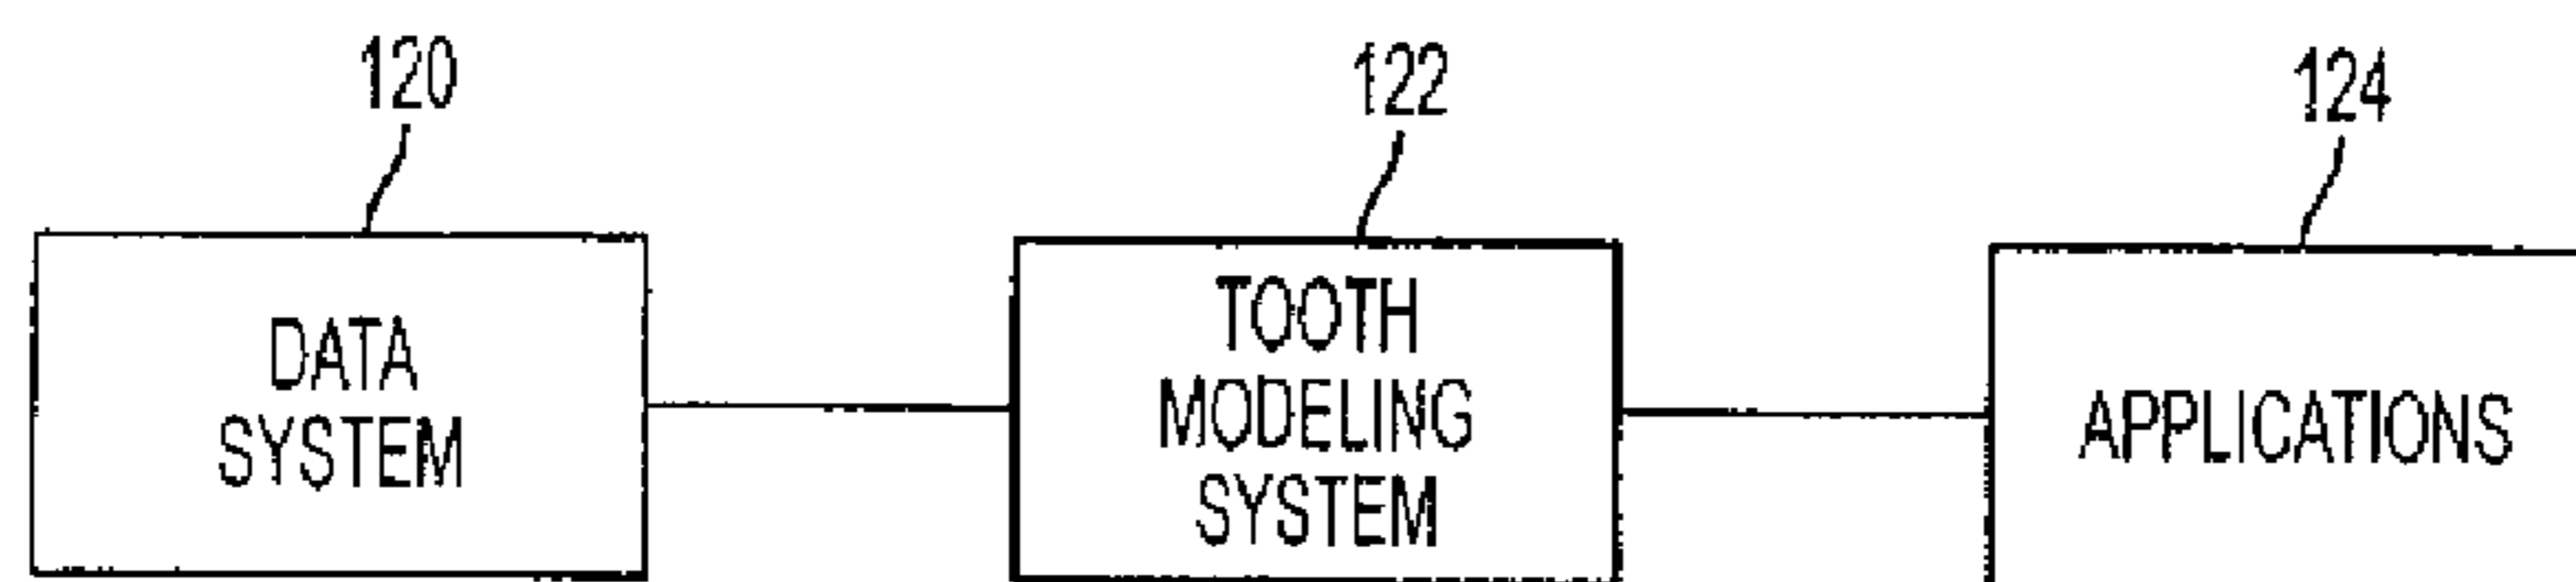 120
122
124
DATA
SYSTEM
TOOTH
MODELING
SYSTEM
APPLICATIONS